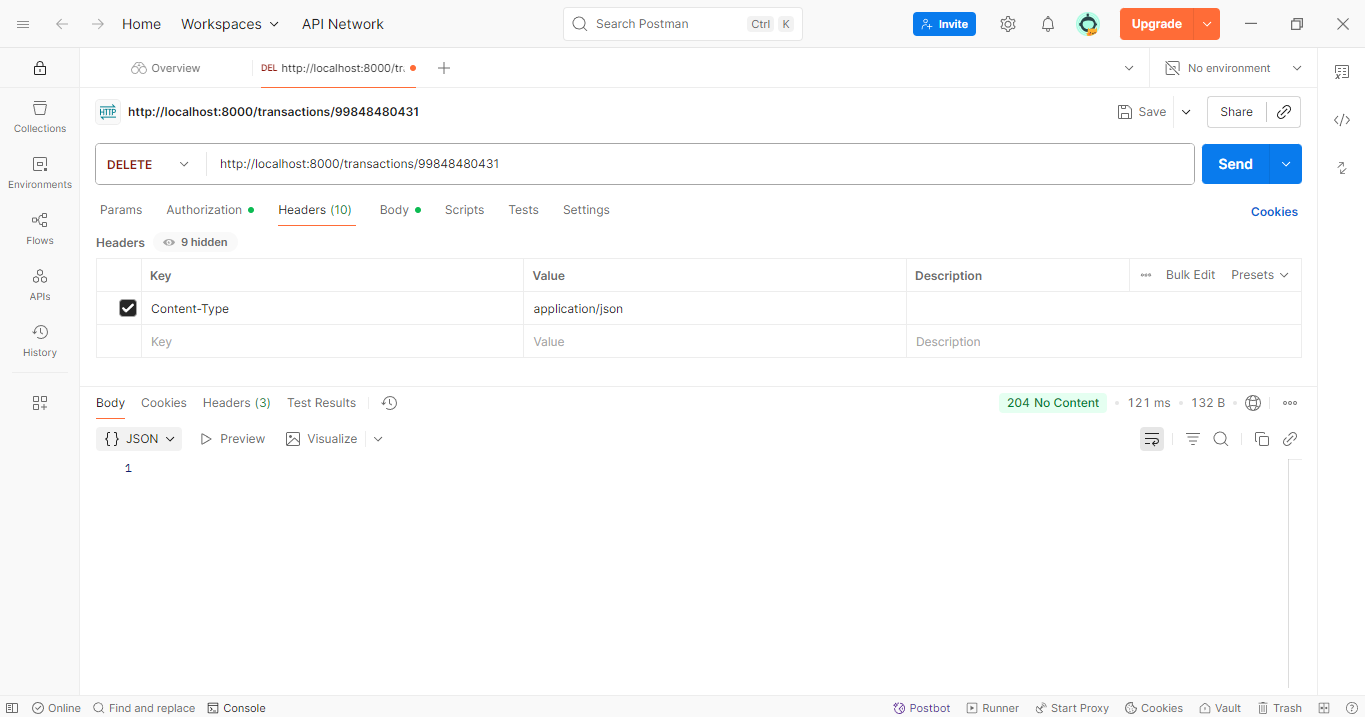 Home Workspaces API Network Search Postman Ctrl K Invite Upgrade
Overview DEL http://localhost:8000/tr. No environment
HTTP http://localhost:8000/transactions/99848480431 Save Share
Collections
DELETE http://localhost:8000/transactions/99848480431 Send
Environments
Params Authorization Headers (10) Body Scripts Tests Settings Cookies
Flows
Headers 9 hidden
Key Value Description Bulk Edit Presets
APIs
Content-Type application/json
Key Value Description
History
Body Cookies Headers (3) Test Results 204 No Content 121 ms 132 B
{} JSON Preview Visualize
1
Online Find and replace Console Postbot Runner Start Proxy Cookies Vault Trash